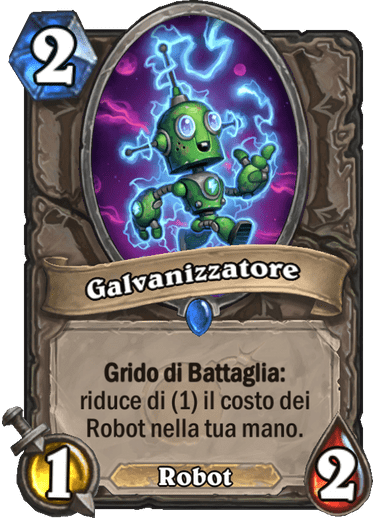 2
Galvanizzatore
Grido di Battaglia:
riduce di (1) il costo dei
Robot nella tua mano.
1
Robot
2